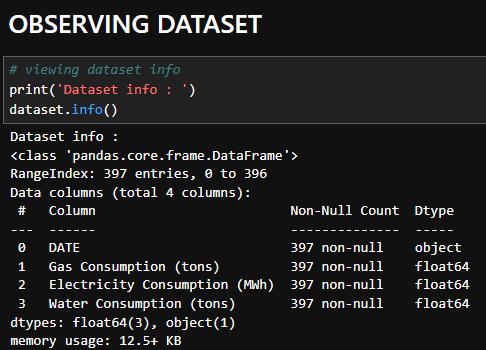 OBSERVING DATASET
# viewing dataset info
print('Dataset info : ')
dataset.info()
Dataset info :
<class 'pandas.core.frame.DataFrame'>
RangeIndex: 397 entries, 0 to 396
Data columns (total 4 columns):
 #   Column                         Non-Null Count  Dtype
---  ------                         --------------  -----
 0   DATE                           397 non-null    object
 1   Gas Consumption (tons)         397 non-null    float64
 2   Electricity Consumption (MWh)  397 non-null    float64
 3   Water Consumption (tons)       397 non-null    float64
dtypes: float64(3), object(1)
memory usage: 12.5+ KB